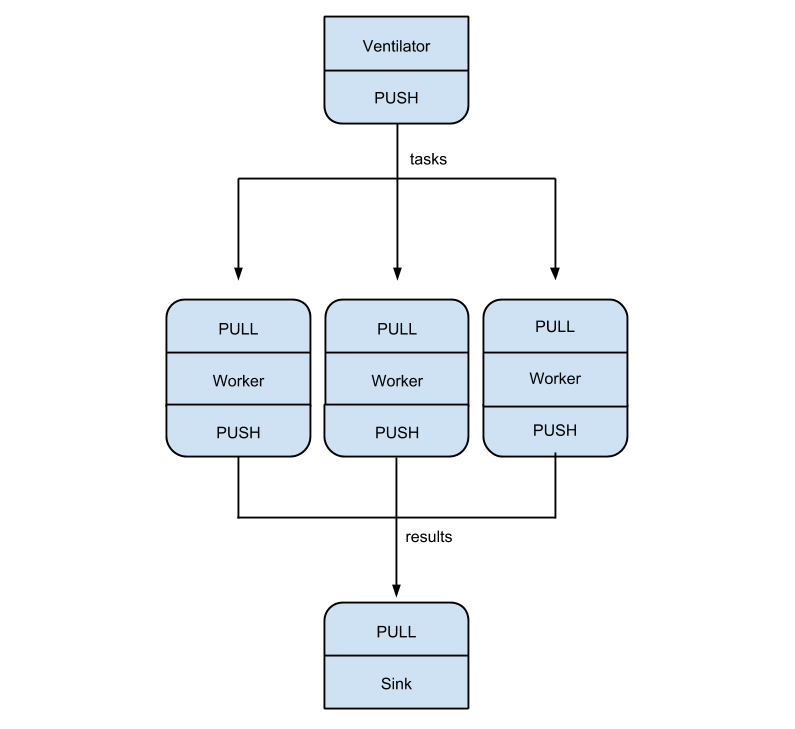 Ventilator
PUSH
tasks
PULL
Worker
PUSH
PULL
Worker
PUSH
PULL
Worker
PUSH
results
PULL
Sink